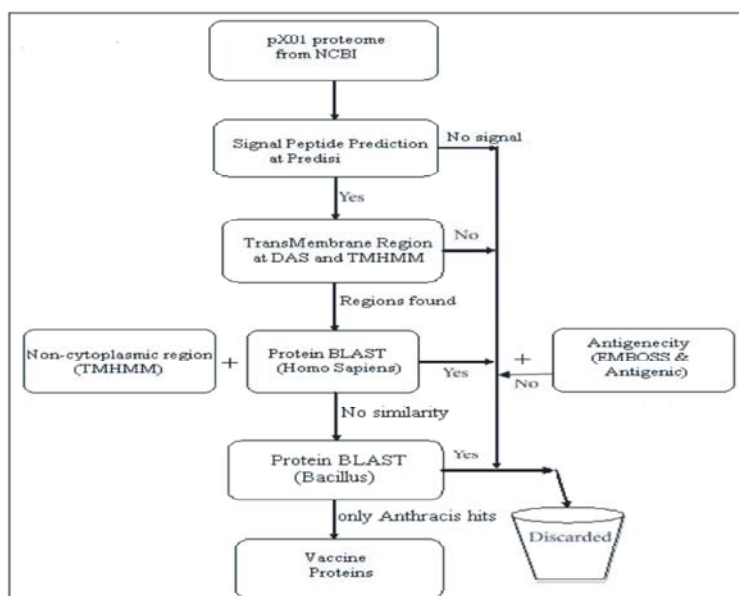 pX01 proteome
from NCBI
Signal Peptide Prediction
at Predisi
No signal
Yes
TransMembrane Region
at DAS and TMHMM
No
Regions found
Non-cytoplasmic region
(TMHMM)
+
Protein BLAST
(Homo Sapiens)
Yes
+
No
Antigenecity
(EMBOSS &
Antigenic)
No similarity
Protein BLAST
(Bacillus)
Yes
only Anthracis hits
Discarded
Vaccine
Proteins